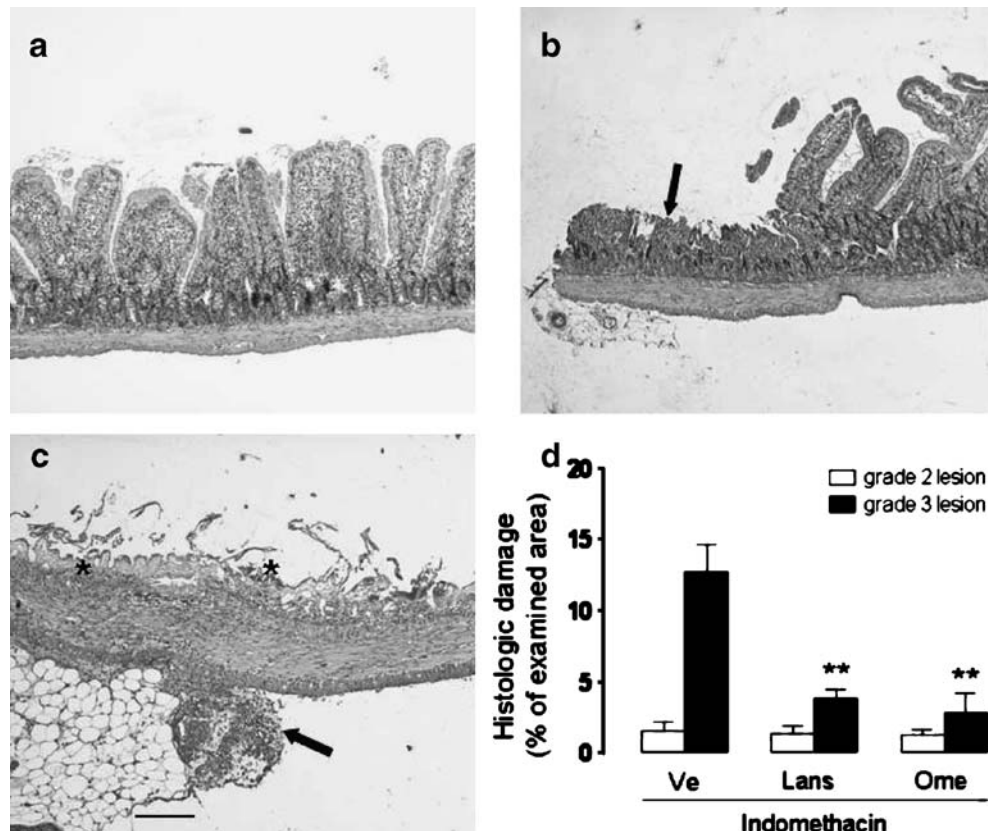 a
b
c
*
*
d
Histologic damage
(% of examined area)
20
15
10
5
0
grade 2 lesion
grade 3 lesion
**
**
Ve
Lans
Ome
Indomethacin